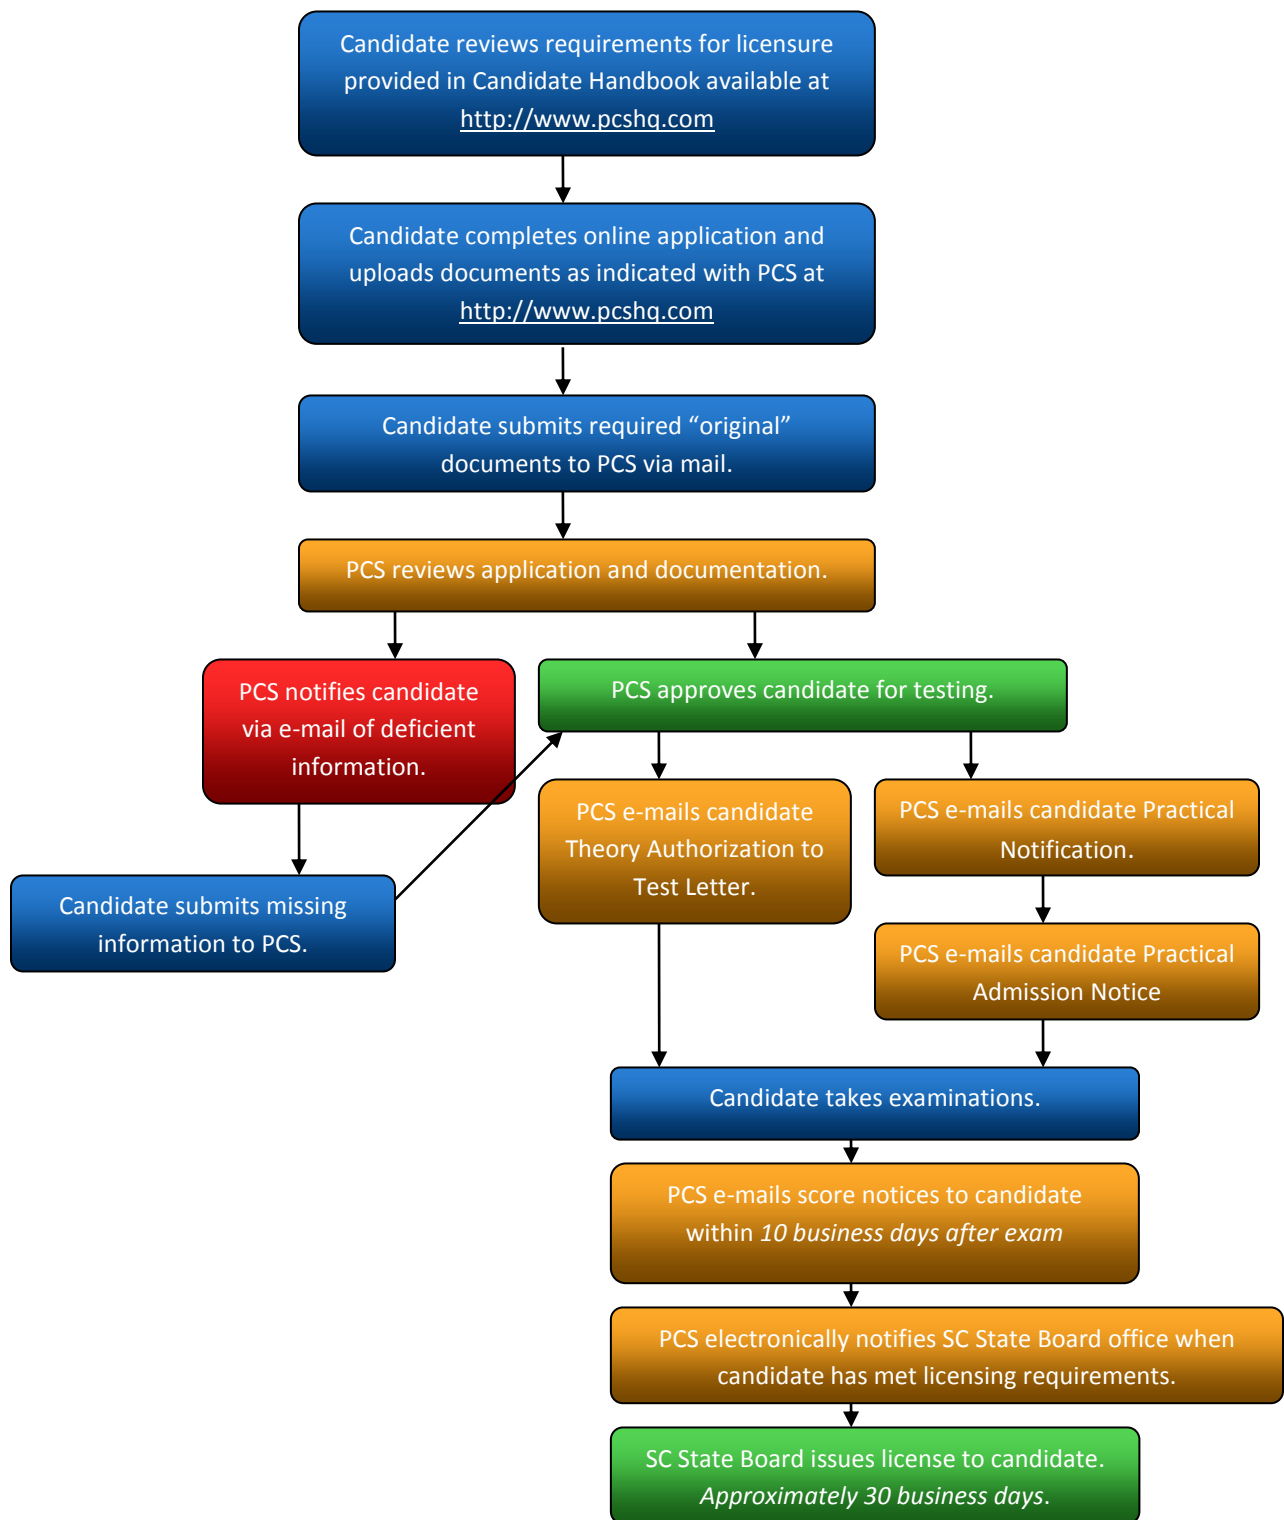 Candidate reviews requirements for licensure
provided in Candidate Handbook available at
http://www.pcshq.com
Candidate completes online application and
uploads documents as indicated with PCS at
http://www.pcshq.com
Candidate submits required “original”
documents to PCS via mail.
PCS reviews application and documentation.
PCS notifies candidate
via e-mail of deficient
information.
PCS approves candidate for testing.
Candidate submits missing
information to PCS.
PCS e-mails candidate
Theory Authorization to
Test Letter.
PCS e-mails candidate Practical
Notification.
PCS e-mails candidate Practical
Admission Notice
Candidate takes examinations.
PCS e-mails score notices to candidate
within 10 business days after exam
PCS electronically notifies SC State Board office when
candidate has met licensing requirements.
SC State Board issues license to candidate.
Approximately 30 business days.